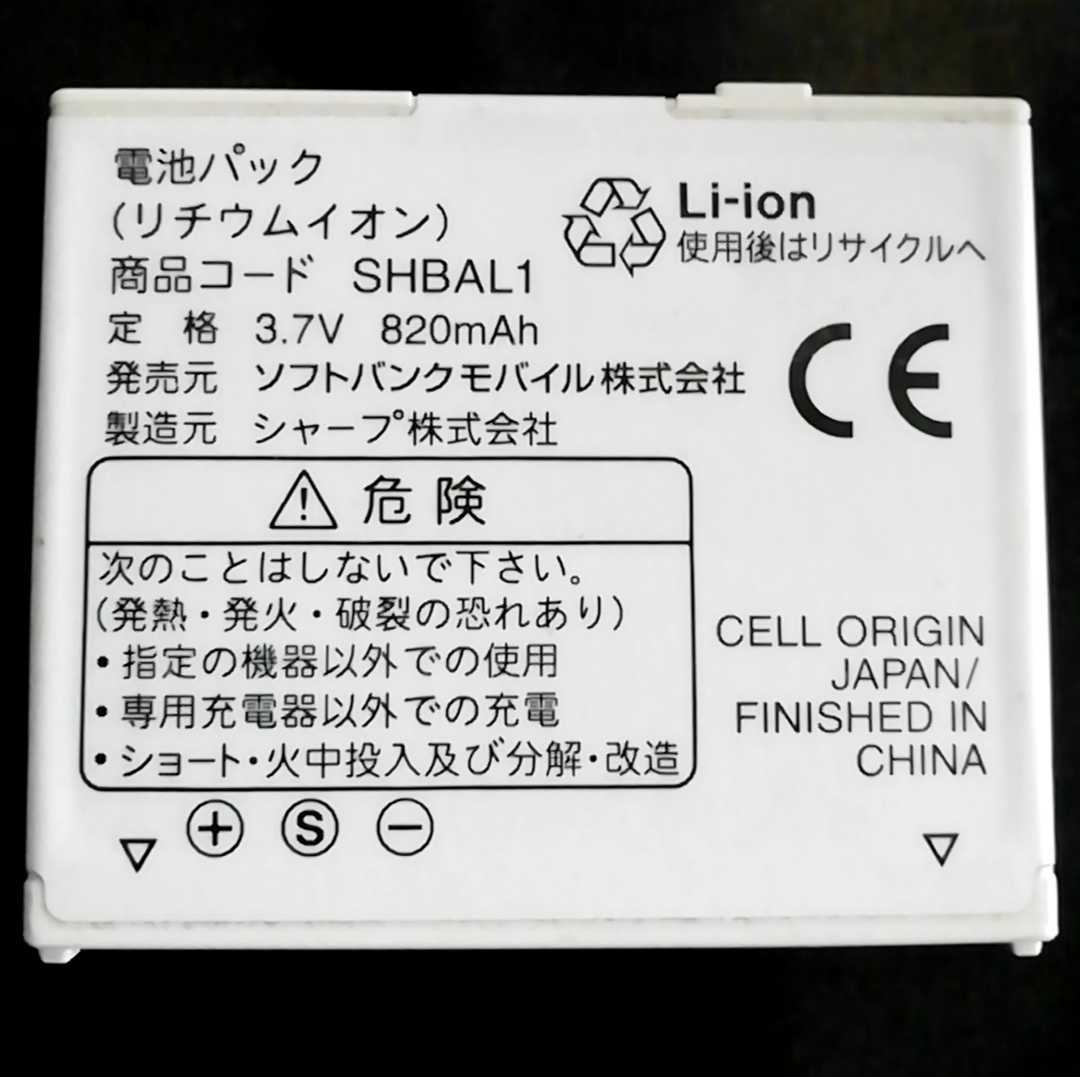 電池パック
(リチウムイオン)
商品コード SHBAL1
定 格 3.7V 820mAh
発売元 ソフトバンクモバイル株式会社
製造元 シャープ株式会社
Li-ion
使用後はリサイクルへ
CE
危険
次のことはしないで下さい。
(発熱・発火・破裂の恐れあり)
・指定の機器以外での使用
・専用充電器以外での充電
・ショート・火中投入及び分解・改造
CELL ORIGIN
JAPAN/
FINISHED IN
CHINA
+ S −